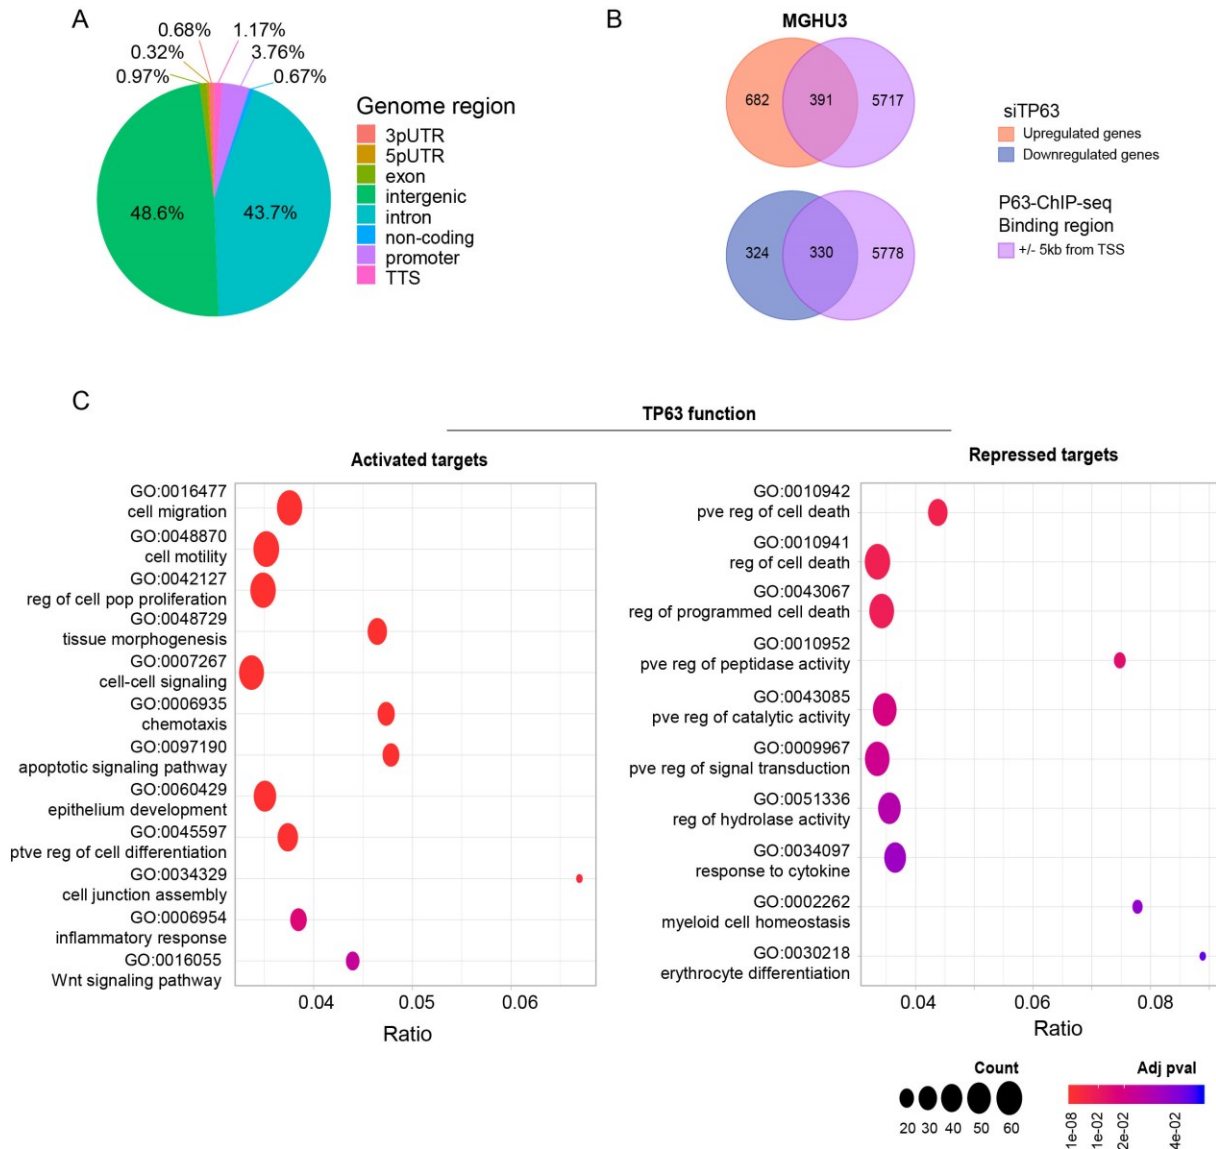 A
0.68%
1.17%
0.32%
3.76%
0.97%
0.67%
48.6%
43.7%
Genome region
3pUTR
5pUTR
exon
intergenic
intron
non-coding
promoter
TTS
B
MGHU3
682
391
5717
324
330
5778
siTP63
Upregulated genes
Downregulated genes
P63-ChIP-seq
Binding region
+/- 5kb from TSS
C
TP63 function
Activated targets
GO:0016477
cell migration
GO:0048870
cell motility
GO:0042127
reg of cell pop proliferation
GO:0048729
tissue morphogenesis
GO:0007267
cell-cell signaling
GO:0006935
chemotaxis
GO:0097190
apoptotic signaling pathway
GO:0060429
epithelium development
GO:0045597
ptve reg of cell differentiation
GO:0034329
cell junction assembly
GO:0006954
inflammatory response
GO:0016055
Wnt signaling pathway
0.04
0.05
0.06
Ratio
Repressed targets
GO:0010942
pve reg of cell death
GO:0010941
reg of cell death
GO:0043067
reg of programmed cell death
GO:0010952
pve reg of peptidase activity
GO:0043085
pve reg of catalytic activity
GO:0009967
pve reg of signal transduction
GO:0051336
reg of hydrolase activity
GO:0034097
response to cytokine
GO:0002262
myeloid cell homeostasis
GO:0030218
erythrocyte differentiation
0.04
0.06
0.08
Ratio
Count
20 30 40 50 60
Adj pval
1e-08
1e-02
2e-02
4e-02